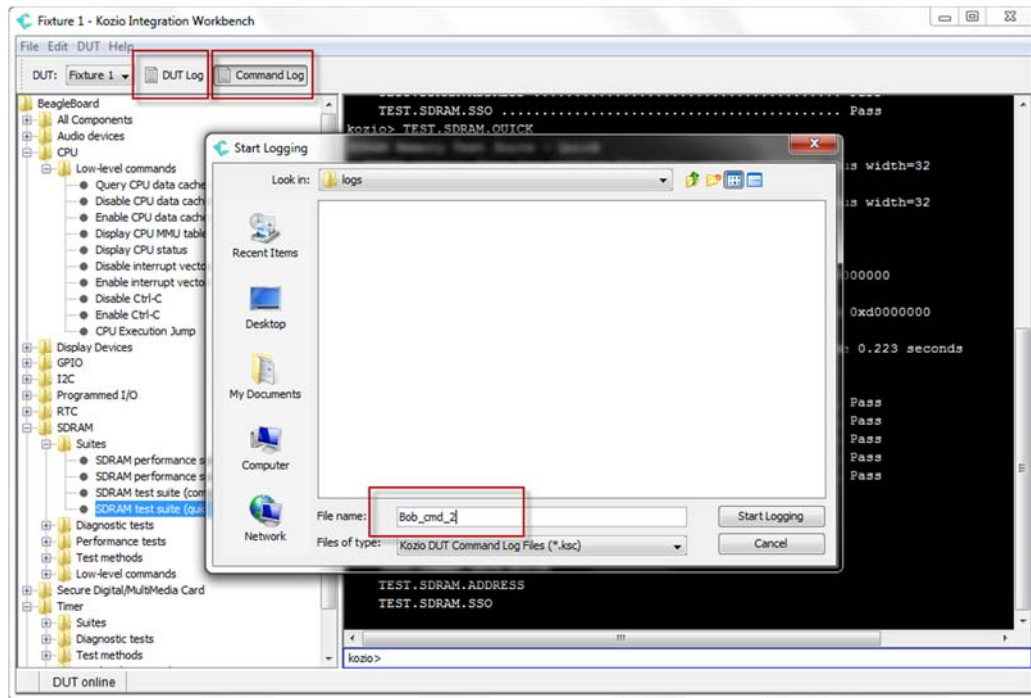 Fixture 1 - Kozio Integration Workbench
File Edit DUT Help
DUT: Fixture 1 DUT Log Command Log
BeagleBoard
All Components
Audio devices
CPU
Low-level commands
Query CPU data cache
Disable CPU data cach
Enable CPU data cache
Display CPU MMU table
Display CPU status
Disable interrupt vecto
Enable interrupt vecto
Disable Ctrl-C
Enable Ctrl-C
CPU Execution Jump
Display Devices
GPIO
I2C
Programmed I/O
RTC
SDRAM
Suites
SDRAM performance s
SDRAM performance s
SDRAM test suite (com
SDRAM test suite (quic
Diagnostic tests
Performance tests
Test methods
Low-level commands
Secure Digital/MultiMedia Card
Timer
Suites
Diagnostic tests
Test methods
TEST.SDRAM.SSO ........................................ Pass
kozio> TEST.SDRAM.QUICK
s width=32
s width=32
000000
0xd0000000
: 0.223 seconds
Pass
Pass
Pass
Pass
Pass
TEST.SDRAM.ADDRESS
TEST.SDRAM.SSO
kozio>
Start Logging
Look in: logs
Recent Items
Desktop
My Documents
Computer
Network
File name: Bob_cmd_2
Start Logging
Files of type: Kozio DUT Command Log Files (*.ksc)
Cancel
DUT online